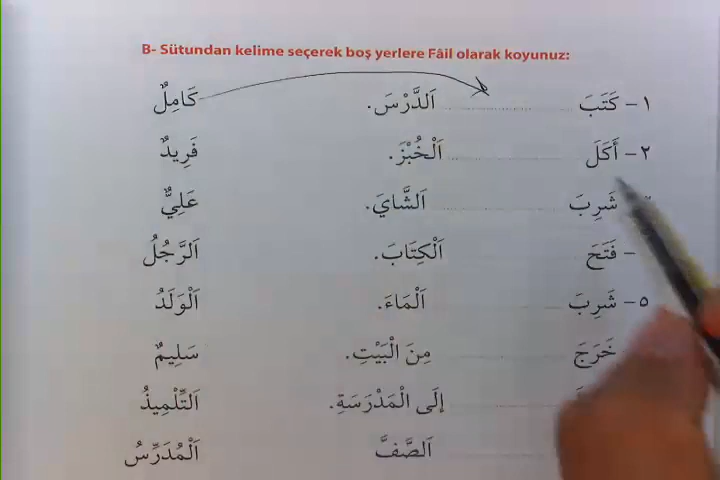 B- Sütundan kelime seçerek boş yerlere Fâil olarak koyunuz:
١ – كَتَبَ ........ اَلدَّرْسَ. كَامِلٌ
٢ – أَكَلَ ........ اَلْخُبْزَ. فَرِيدٌ
شَرِبَ ........ اَلشَّايَ. عَلِيٌّ
– فَتَحَ ........ اَلْكِتَابَ. اَلرَّجُلُ
٥ – شَرِبَ ........ اَلْمَاءَ. اَلْوَلَدُ
خَرَجَ ........ مِنَ الْبَيْتِ. سَلِيمٌ
........ إِلَى الْمَدْرَسَةِ. اَلتِّلْمِيذُ
........ اَلصَّفَّ اَلْمُدَرِّسُ